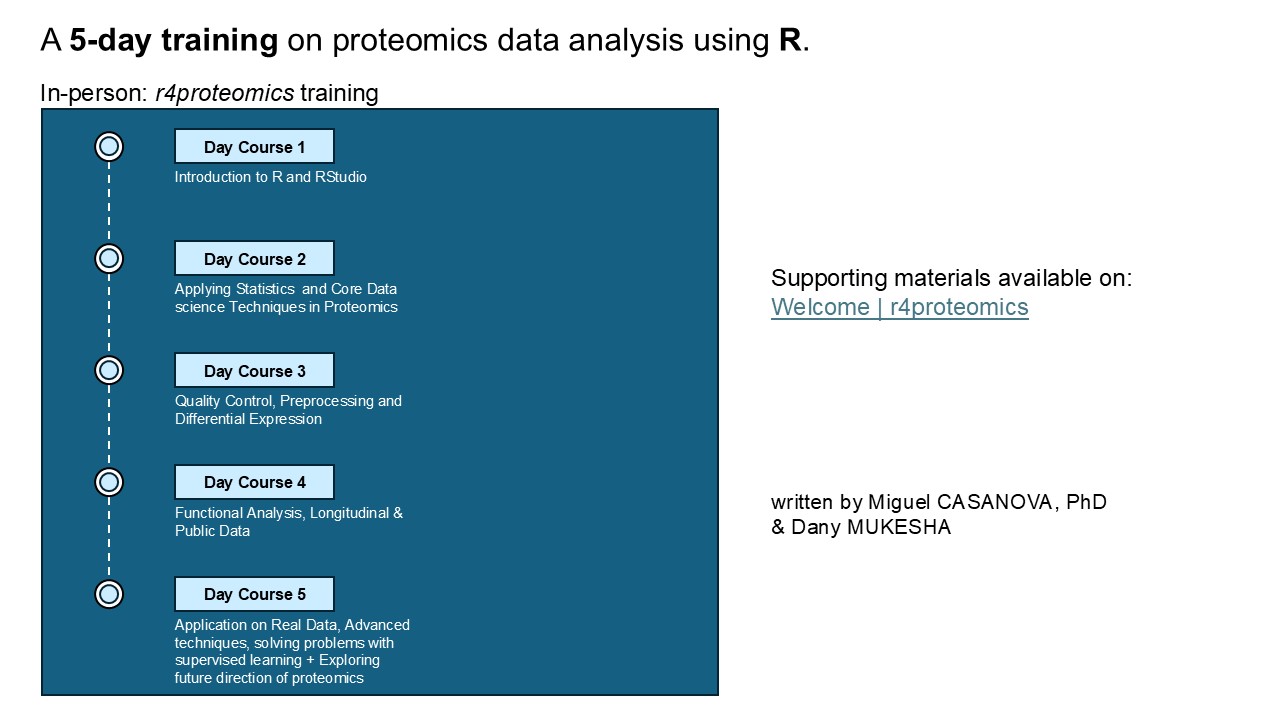 A 5-day training on proteomics data analysis using R.
In-person: r4proteomics training
Day Course 1
Introduction to R and RStudio
Day Course 2
Applying Statistics and Core Data
science Techniques in Proteomics
Day Course 3
Quality Control, Preprocessing and
Differential Expression
Day Course 4
Functional Analysis, Longitudinal &
Public Data
Day Course 5
Application on Real Data, Advanced
techniques, solving problems with
supervised learning + Exploring
future direction of proteomics
Supporting materials available on:
Welcome | r4proteomics
written by Miguel CASANOVA, PhD
& Dany MUKESHA